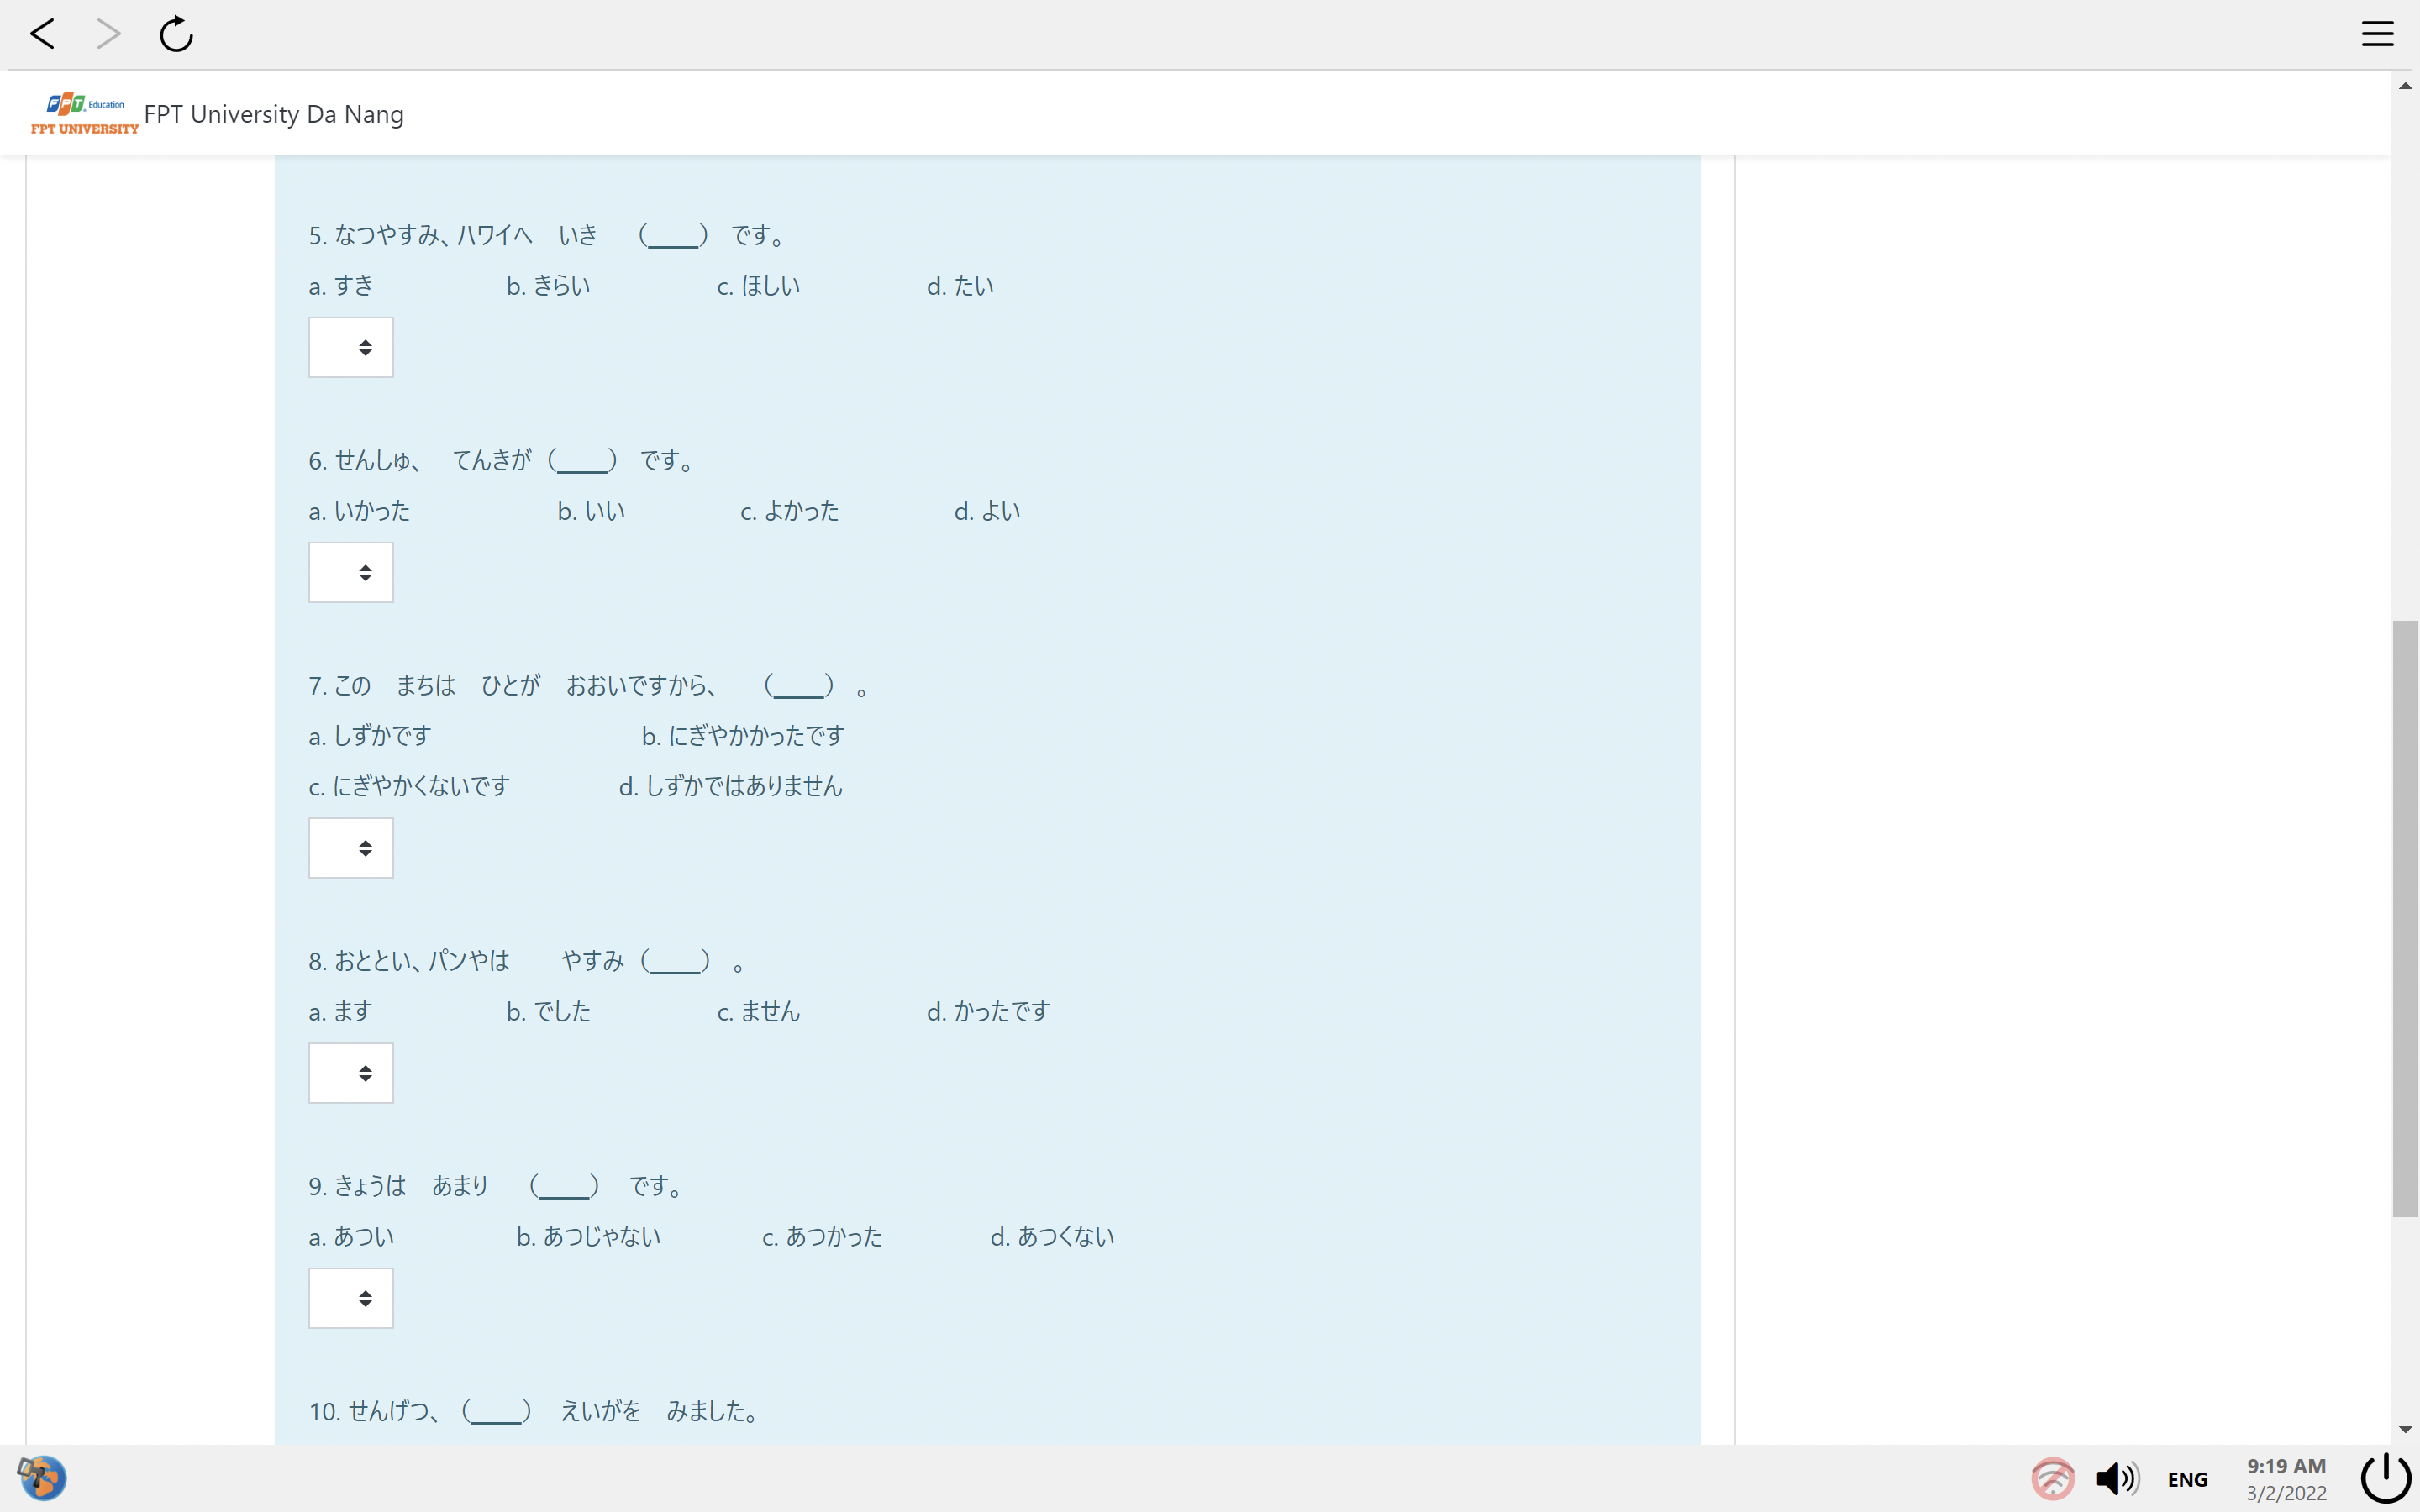 FPT Education
FPT UNIVERSITY
FPT University Da Nang
5. なつやすみ、ハワイへ　いき　（____）　です。
a. すき b. きらい c. ほしい d. たい
6. せんしゅ、　てんきが（____）　です。
a. いかった b. いい c. よかった d. よい
7. この　まちは　ひとが　おおいですから、　（____）　。
a. しずかです b. にぎやかかったです
c. にぎやかくないです d. しずかではありません
8. おととい、パンやは　　やすみ（____）　。
a. ます b. でした c. ません d. かったです
9. きょうは　あまり　（____）　です。
a. あつい b. あつじゃない c. あつかった d. あつくない
10. せんげつ、（____）　えいがを　みました。
ENG
9:19 AM
3/2/2022